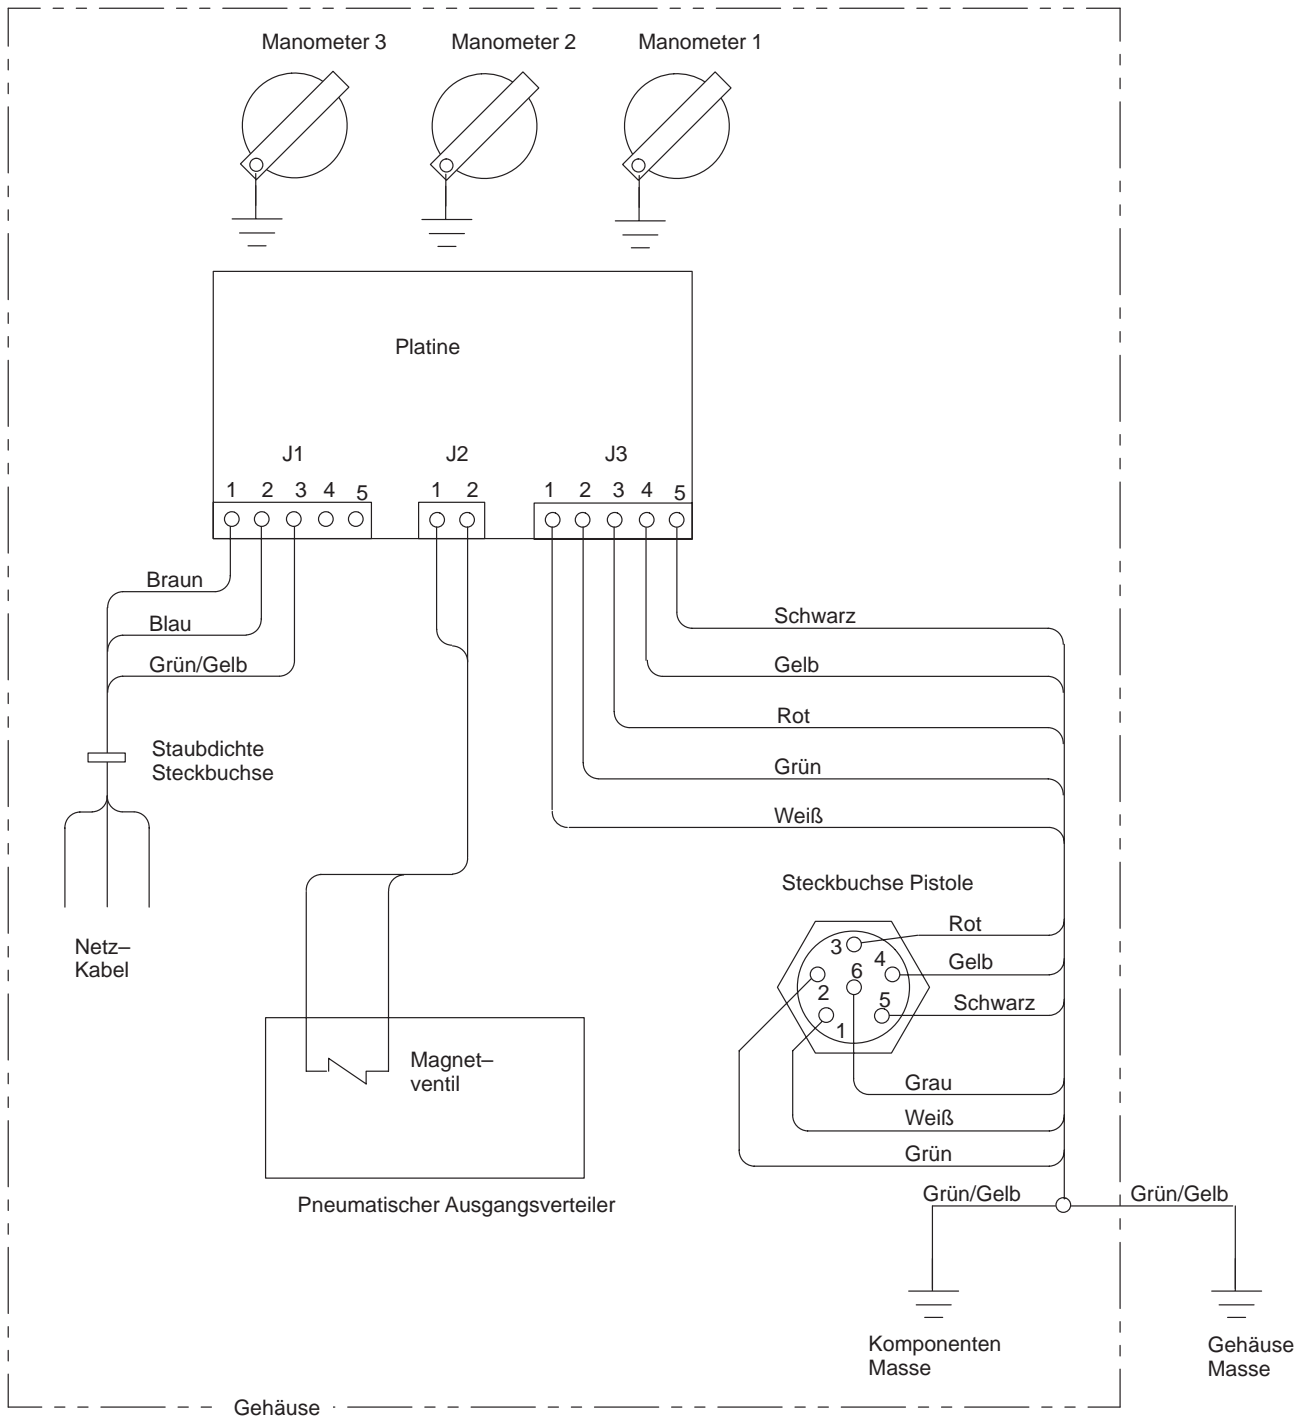 Manometer 3 Manometer 2 Manometer 1
Platine
J1 J2 J3
1 2 3 4 5 1 2 1 2 3 4 5
Braun
Blau
Grün/Gelb
Schwarz
Gelb
Rot
Grün
Weiß
Staubdichte
Steckbuchse
Netz–
Kabel
Steckbuchse Pistole
3 4
6
2 5
1
Rot
Gelb
Schwarz
Grau
Weiß
Grün
Magnet–
ventil
Pneumatischer Ausgangsverteiler
Grün/Gelb Grün/Gelb
Komponenten
Masse
Gehäuse
Masse
Gehäuse